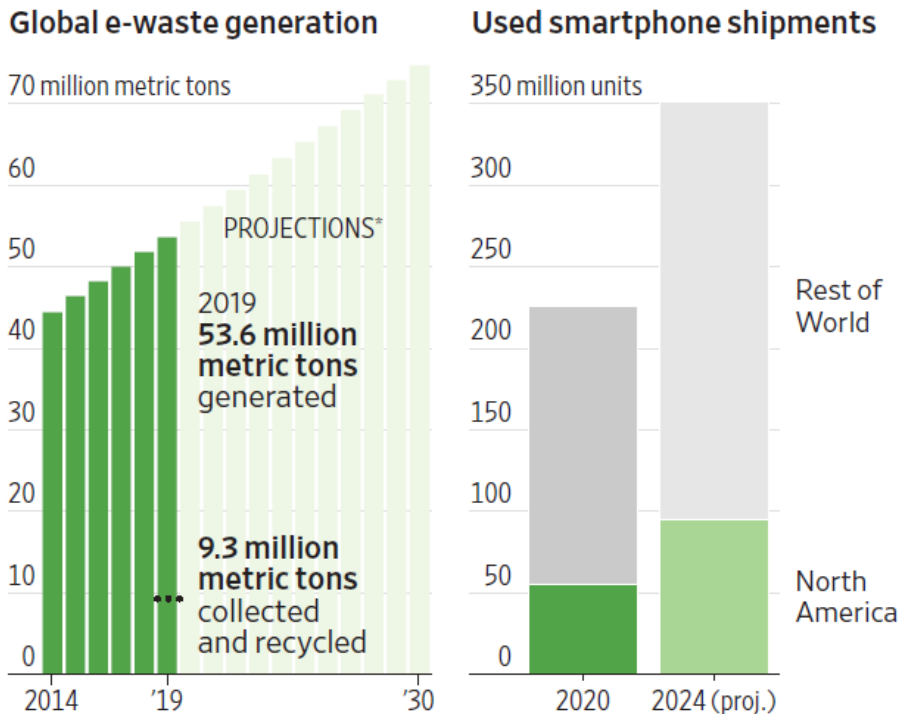 Global e-waste generation
70 million metric tons
60
50
40
30
20
10
0
PROJECTIONS*
2019
53.6 million
metric tons
generated
9.3 million
metric tons
collected
and recycled
2014
'19
'30
Used smartphone shipments
350 million units
300
250
200
150
100
50
0
Rest of
World
North
America
2020
2024 (proj.)